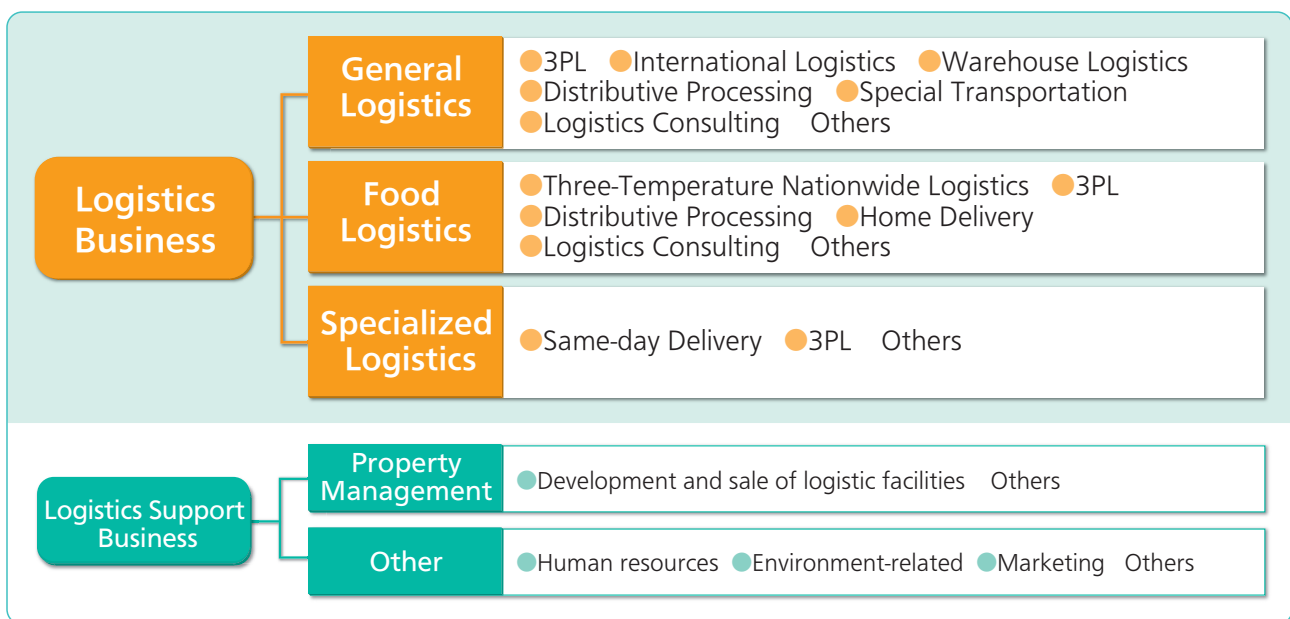 Logistics
Business
General
Logistics
●3PL ●International Logistics ●Warehouse Logistics
●Distributive Processing ●Special Transportation
●Logistics Consulting Others
Food
Logistics
●Three-Temperature Nationwide Logistics ●3PL
●Distributive Processing ●Home Delivery
●Logistics Consulting Others
Specialized
Logistics
●Same-day Delivery ●3PL Others
Logistics Support
Business
Property
Management
●Development and sale of logistic facilities Others
Other
●Human resources ●Environment-related ●Marketing Others